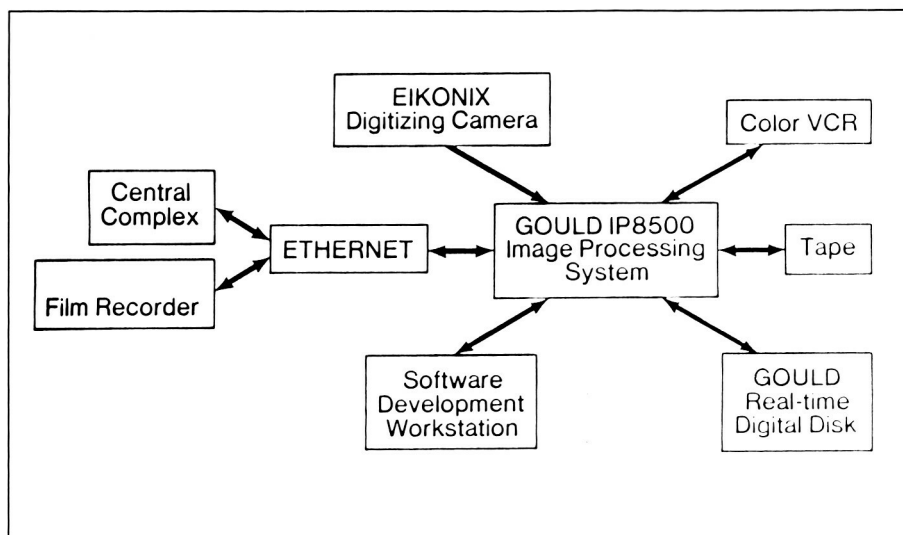 EIKONIX
Digitizing Camera
Color VCR
Central
Complex
ETHERNET
GOULD IP8500
Image Processing
System
Tape
Film Recorder
Software
Development
Workstation
GOULD
Real-time
Digital Disk